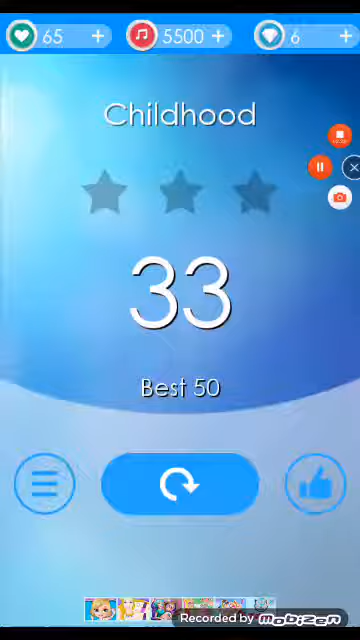 65 + 5500 + 6 +
Childhood
33
Best 50
Recorded by mobizen